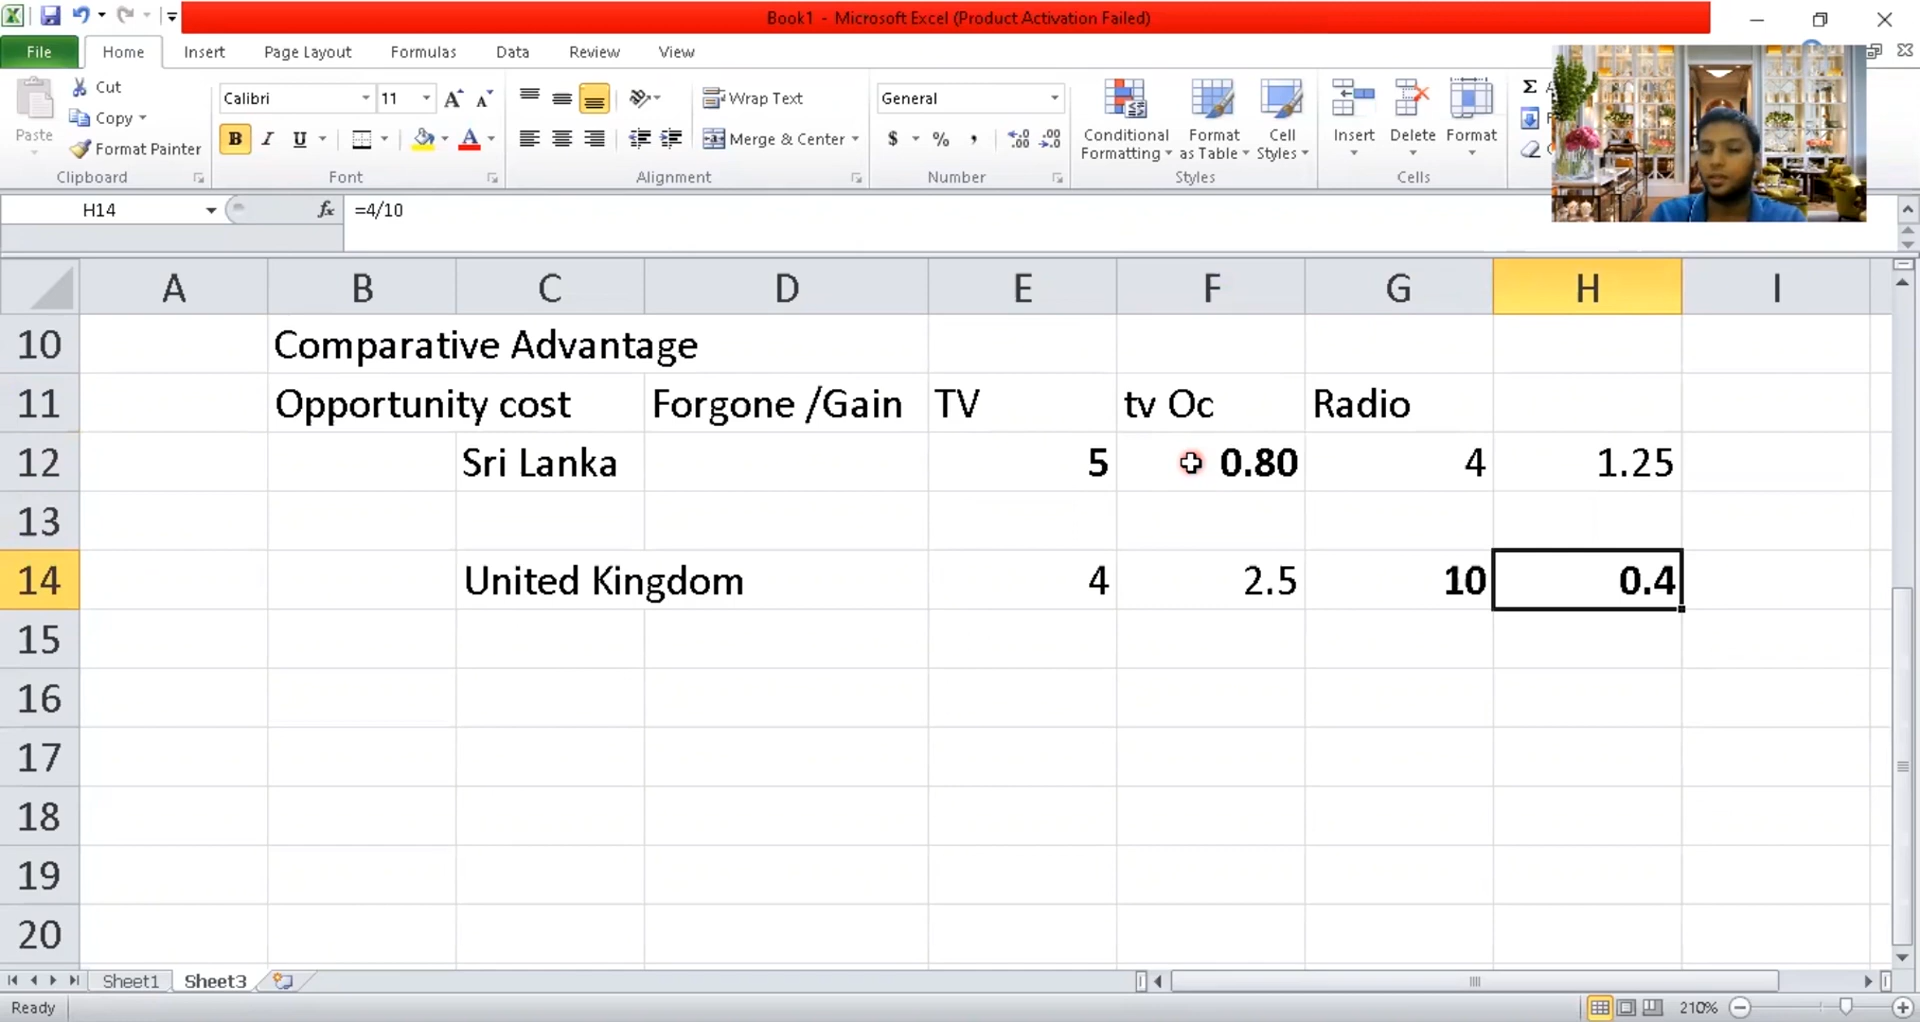 Book1 - Microsoft Excel (Product Activation Failed)
File Home Insert Page Layout Formulas Data Review View
Paste
Cut
Copy
Format Painter
Clipboard
Calibri 11
B I U
Font
Wrap Text
Merge & Center
Alignment
General
$ % ,
Number
Conditional Formatting
Format as Table
Cell Styles
Styles
Insert Delete Format
Cells
H14 fx =4/10
A B C D E F G H I
10 Comparative Advantage
11 Opportunity cost Forgone /Gain TV tv Oc Radio
12 Sri Lanka 5 0.80 4 1.25
13
14 United Kingdom 4 2.5 10 0.4
15
16
17
18
19
20
Sheet1 Sheet3
Ready 210%